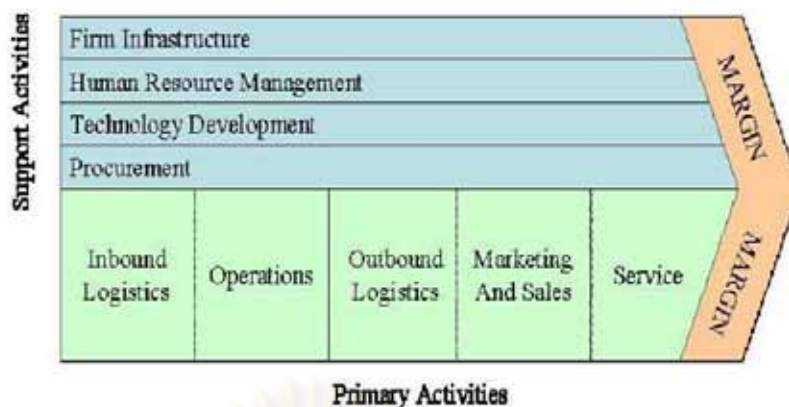 Support Activities
Firm Infrastructure
Human Resource Management
Technology Development
Procurement
MARGIN
Inbound
Logistics
Operations
Outbound
Logistics
Marketing
And Sales
Service
MARGIN
Primary Activities